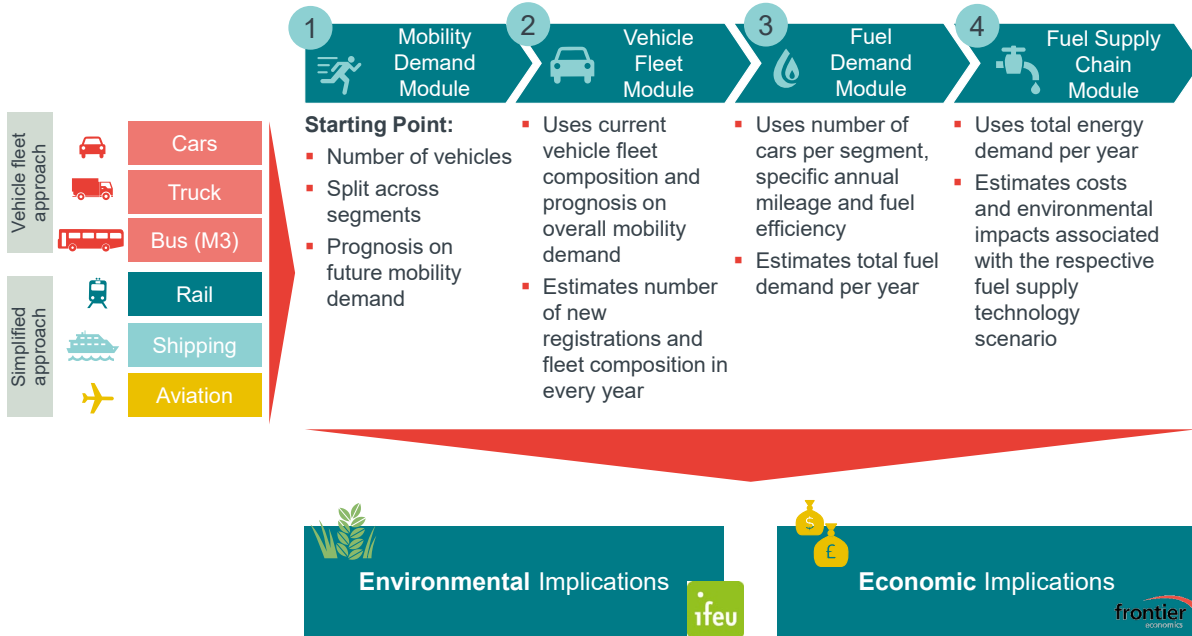 1
Mobility
Demand
Module
2
Vehicle
Fleet
Module
3
Fuel
Demand
Module
4
Fuel Supply
Chain
Module
Vehicle fleet
approach
Cars
Truck
Bus (M3)
Simplified
approach
Rail
Shipping
Aviation
Starting Point:
▪ Number of vehicles
▪ Split across
segments
▪ Prognosis on
future mobility
demand
▪ Uses current
vehicle fleet
composition and
prognosis on
overall mobility
demand
▪ Estimates number
of new
registrations and
fleet composition in
every year
▪ Uses number of
cars per segment,
specific annual
mileage and fuel
efficiency
▪ Estimates total fuel
demand per year
▪ Uses total energy
demand per year
▪ Estimates costs
and environmental
impacts associated
with the respective
fuel supply
technology
scenario
Environmental Implications
ifeu
$
£
Economic Implications
frontier
economics